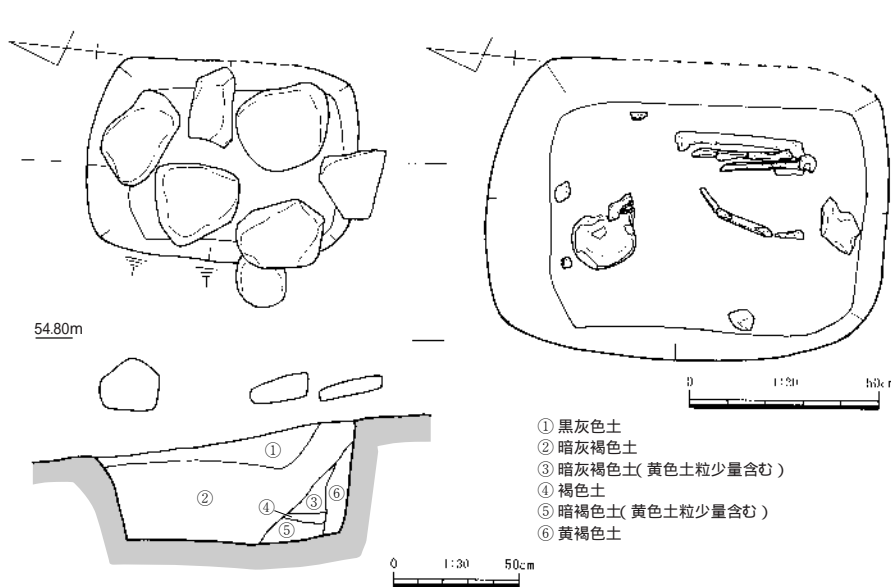 54.80m
0 1:20 50cm
①
②
③
④
⑤
⑥
① 黒灰色土
② 暗灰褐色土
③ 暗灰褐色土(黄色土粒少量含む)
④ 褐色土
⑤ 暗褐色土(黄色土粒少量含む)
⑥ 黄褐色土
0 1:30 50cm